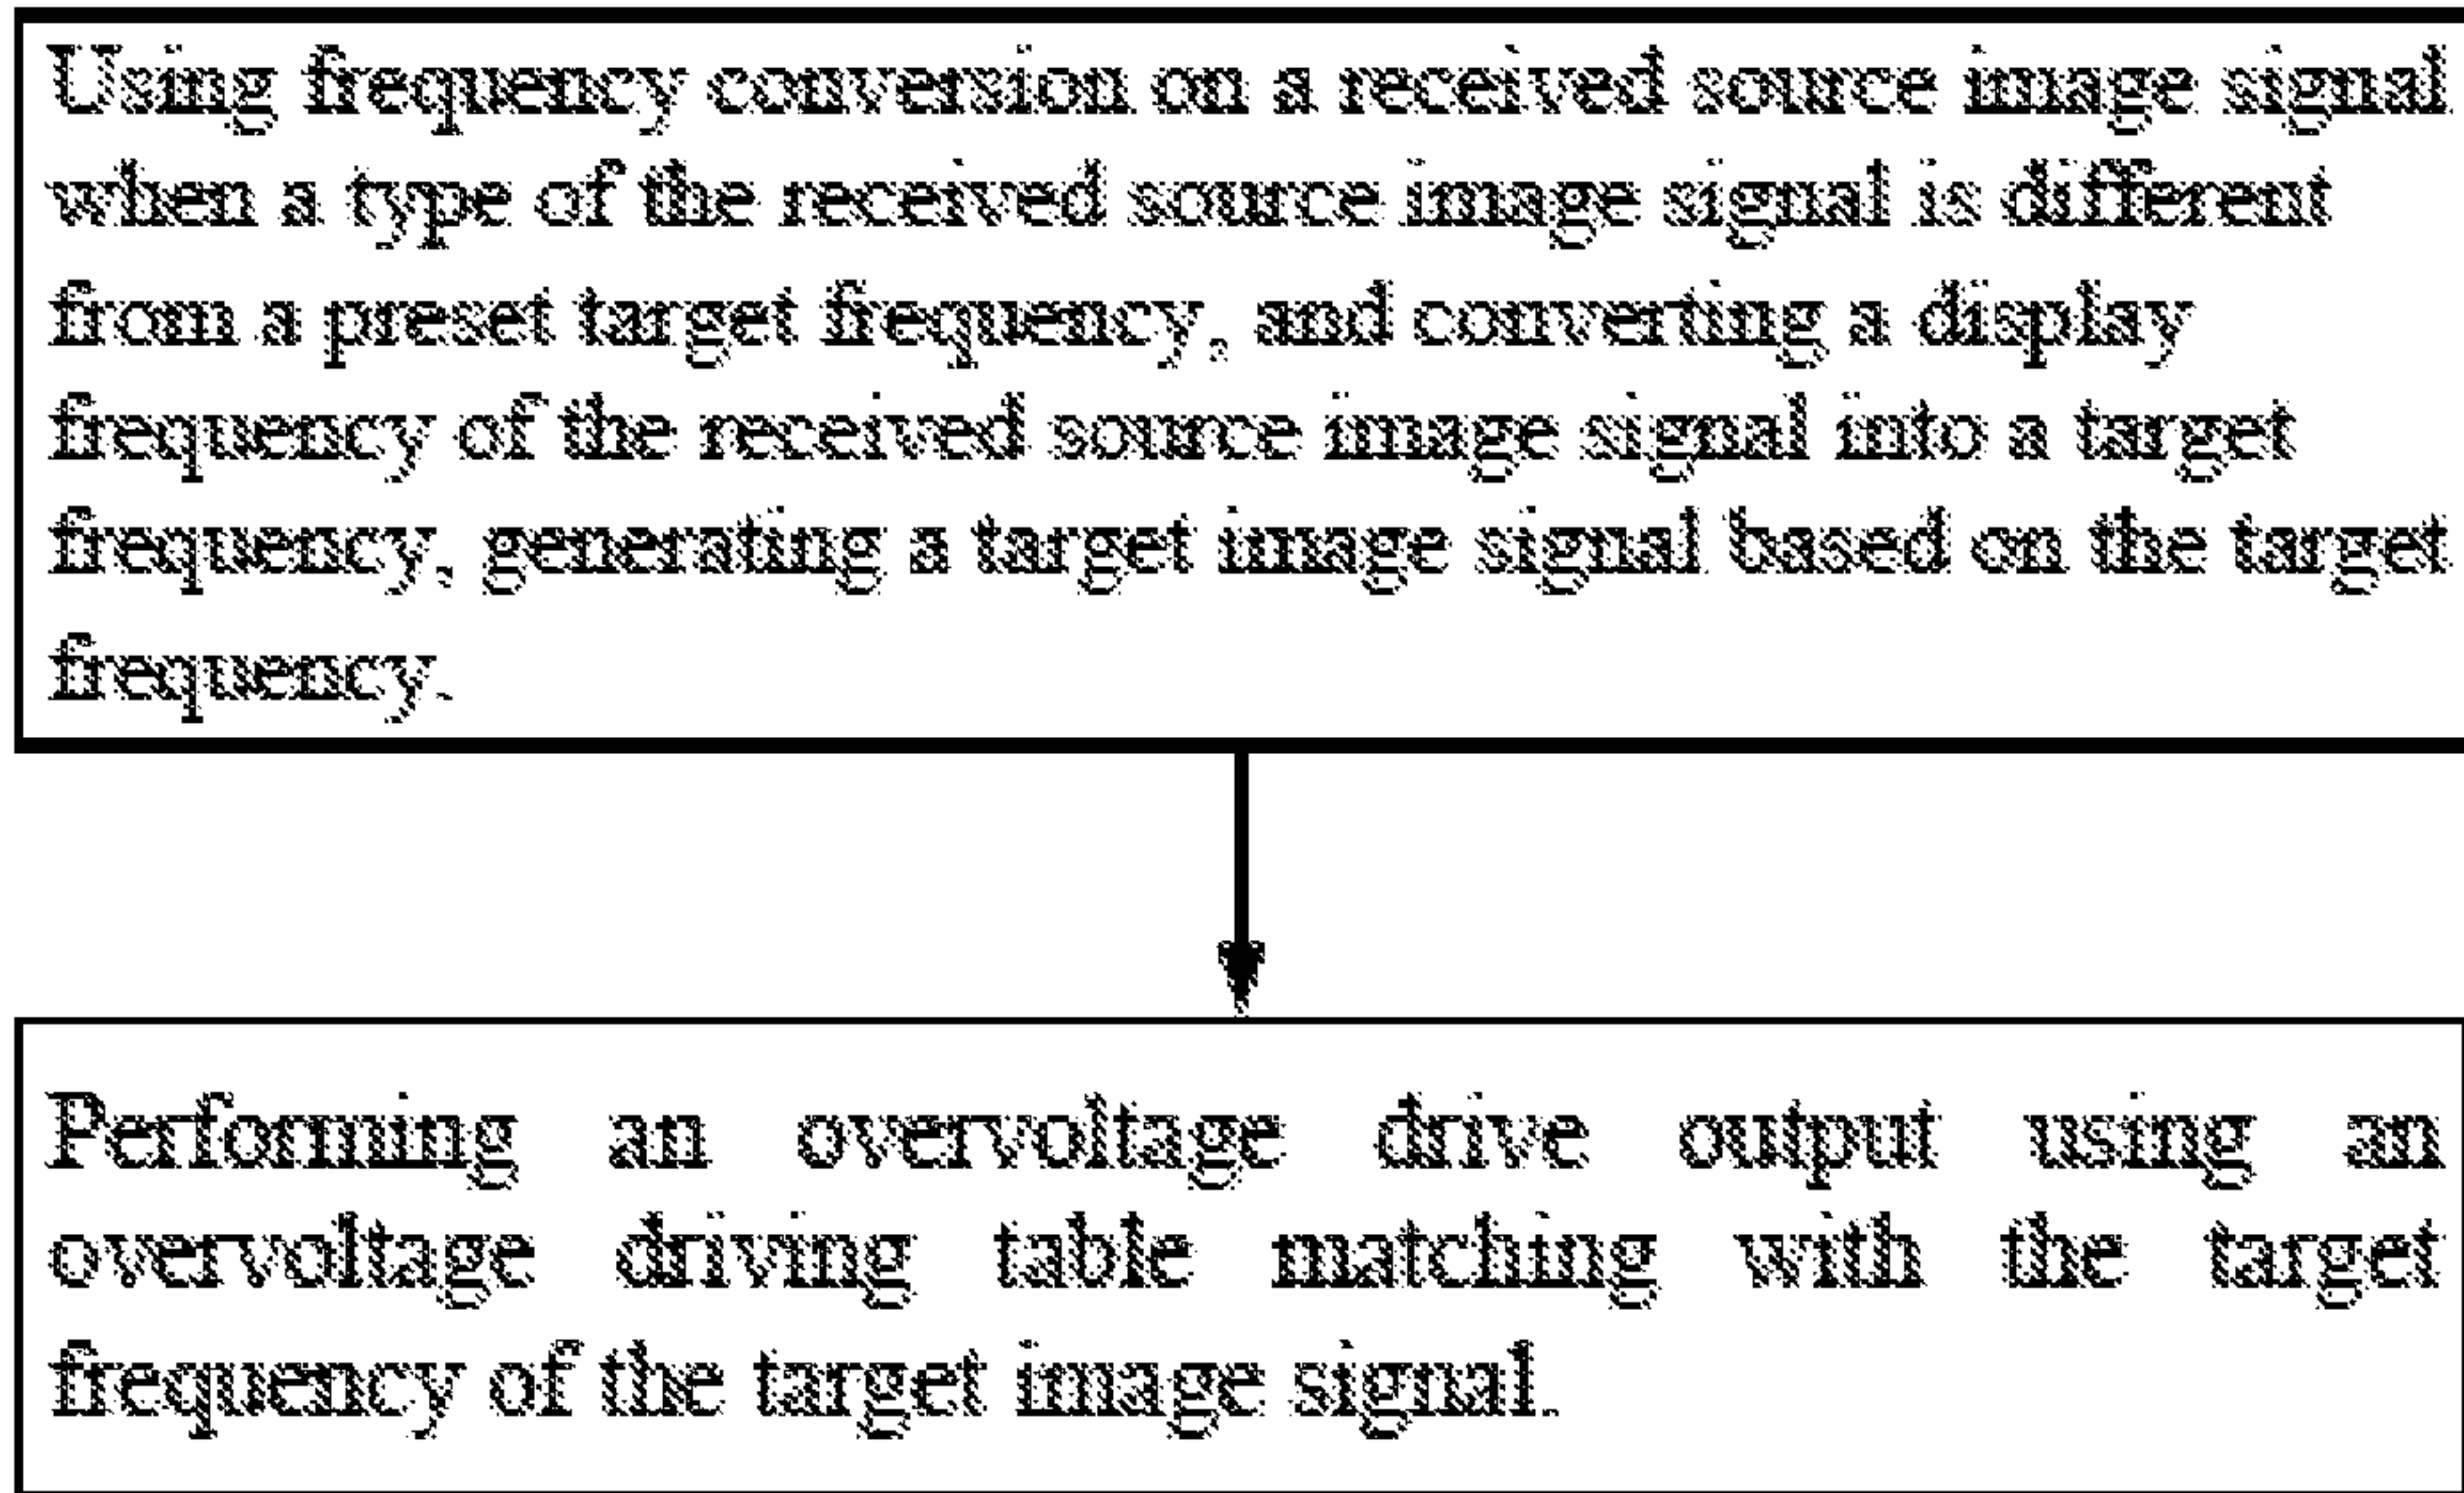 Using frequency conversion on a received source image signal
when a type of the received source image signal is different
from a preset target frequency, and converting a display
frequency of the received source image signal into a target
frequency, generating a target image signal based on the target
frequency.
Performing an overvoltage drive output using an
overvoltage driving table matching with the target
frequency of the target image signal.